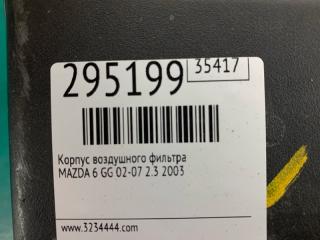 295199 35417
Корпус воздушного фильтра
MAZDA 6 GG 02-07 2.3 2003
www.3234444.com